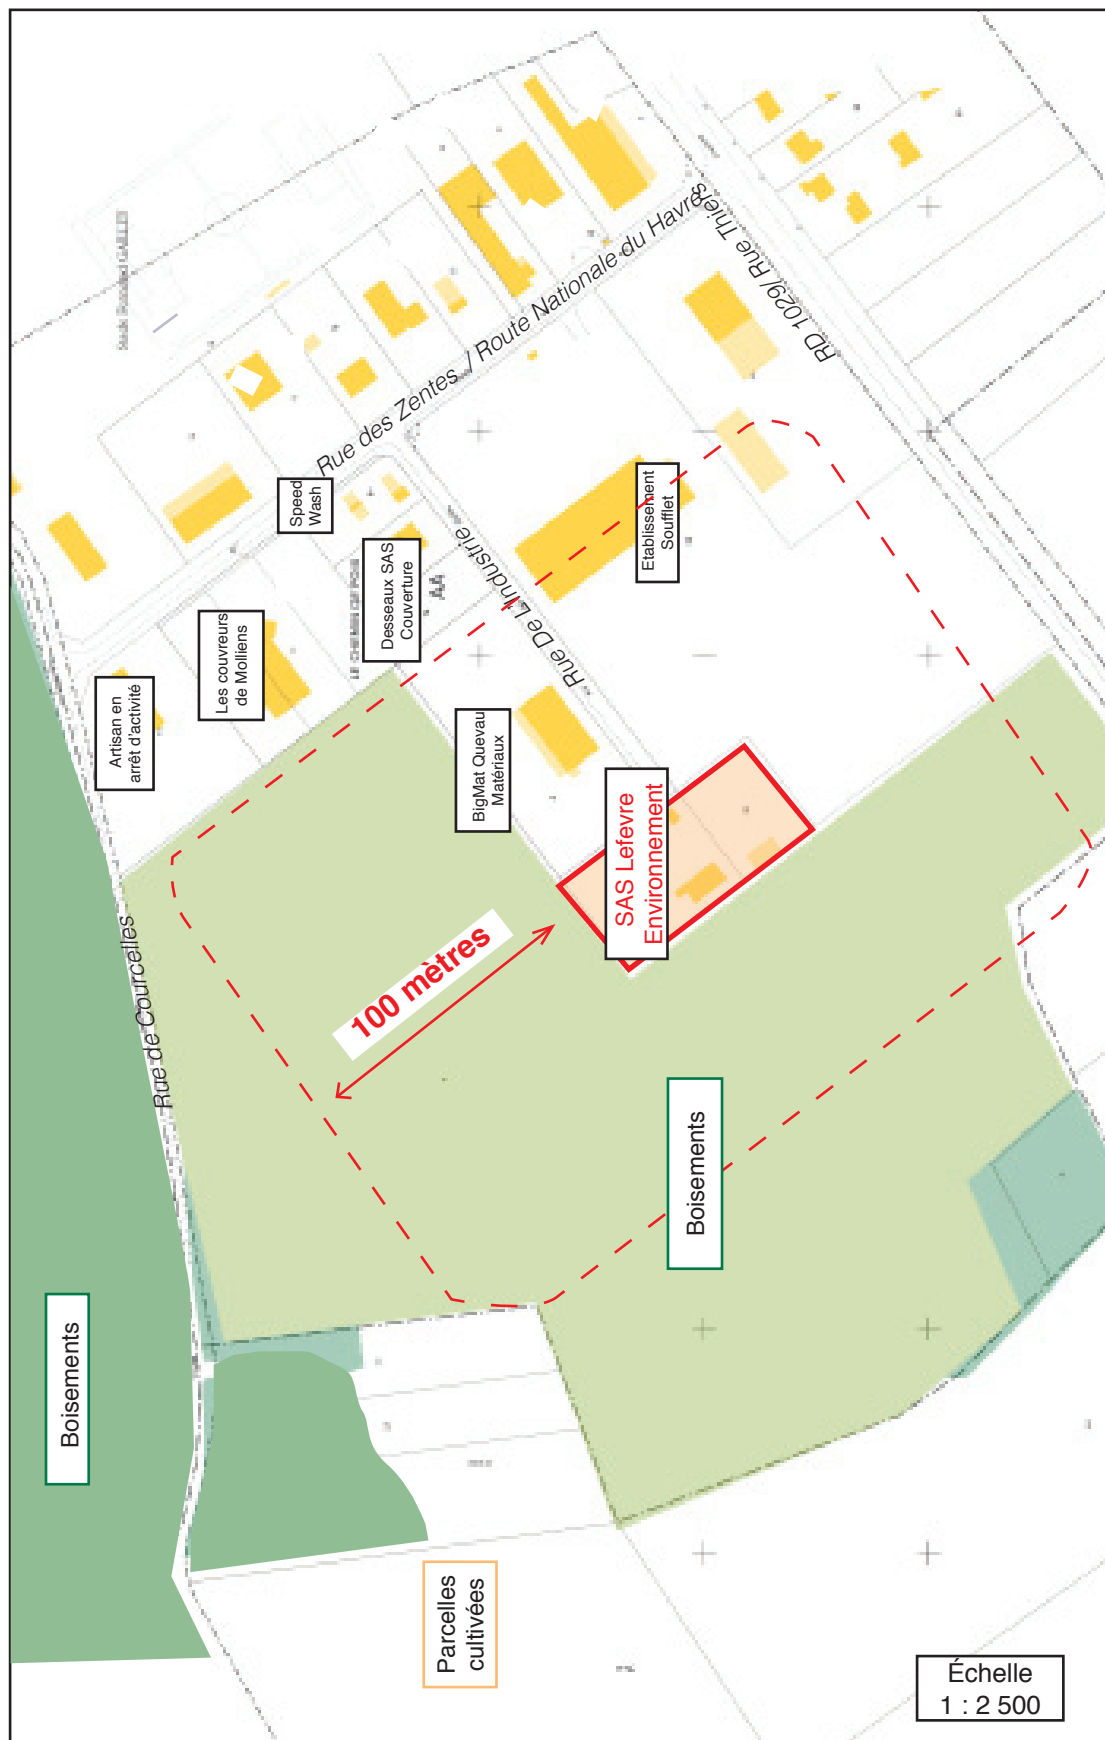 Rue des Zentes / Route Nationale du Havre
RD 1029/ Rue Thiers
Speed
Wash
Rue De L'Industrie
Etablissement
Soufflet
Desseaux SAS
Couverture
Les couvreurs
de Molliens
Artisan en
arrêt d'activité
BigMat Quevau
Matériaux
SAS Lefevre
Environnement
100 mètres
Rue de Courcelles
Boisements
Boisements
Parcelles
cultivées
Échelle
1 : 2 500